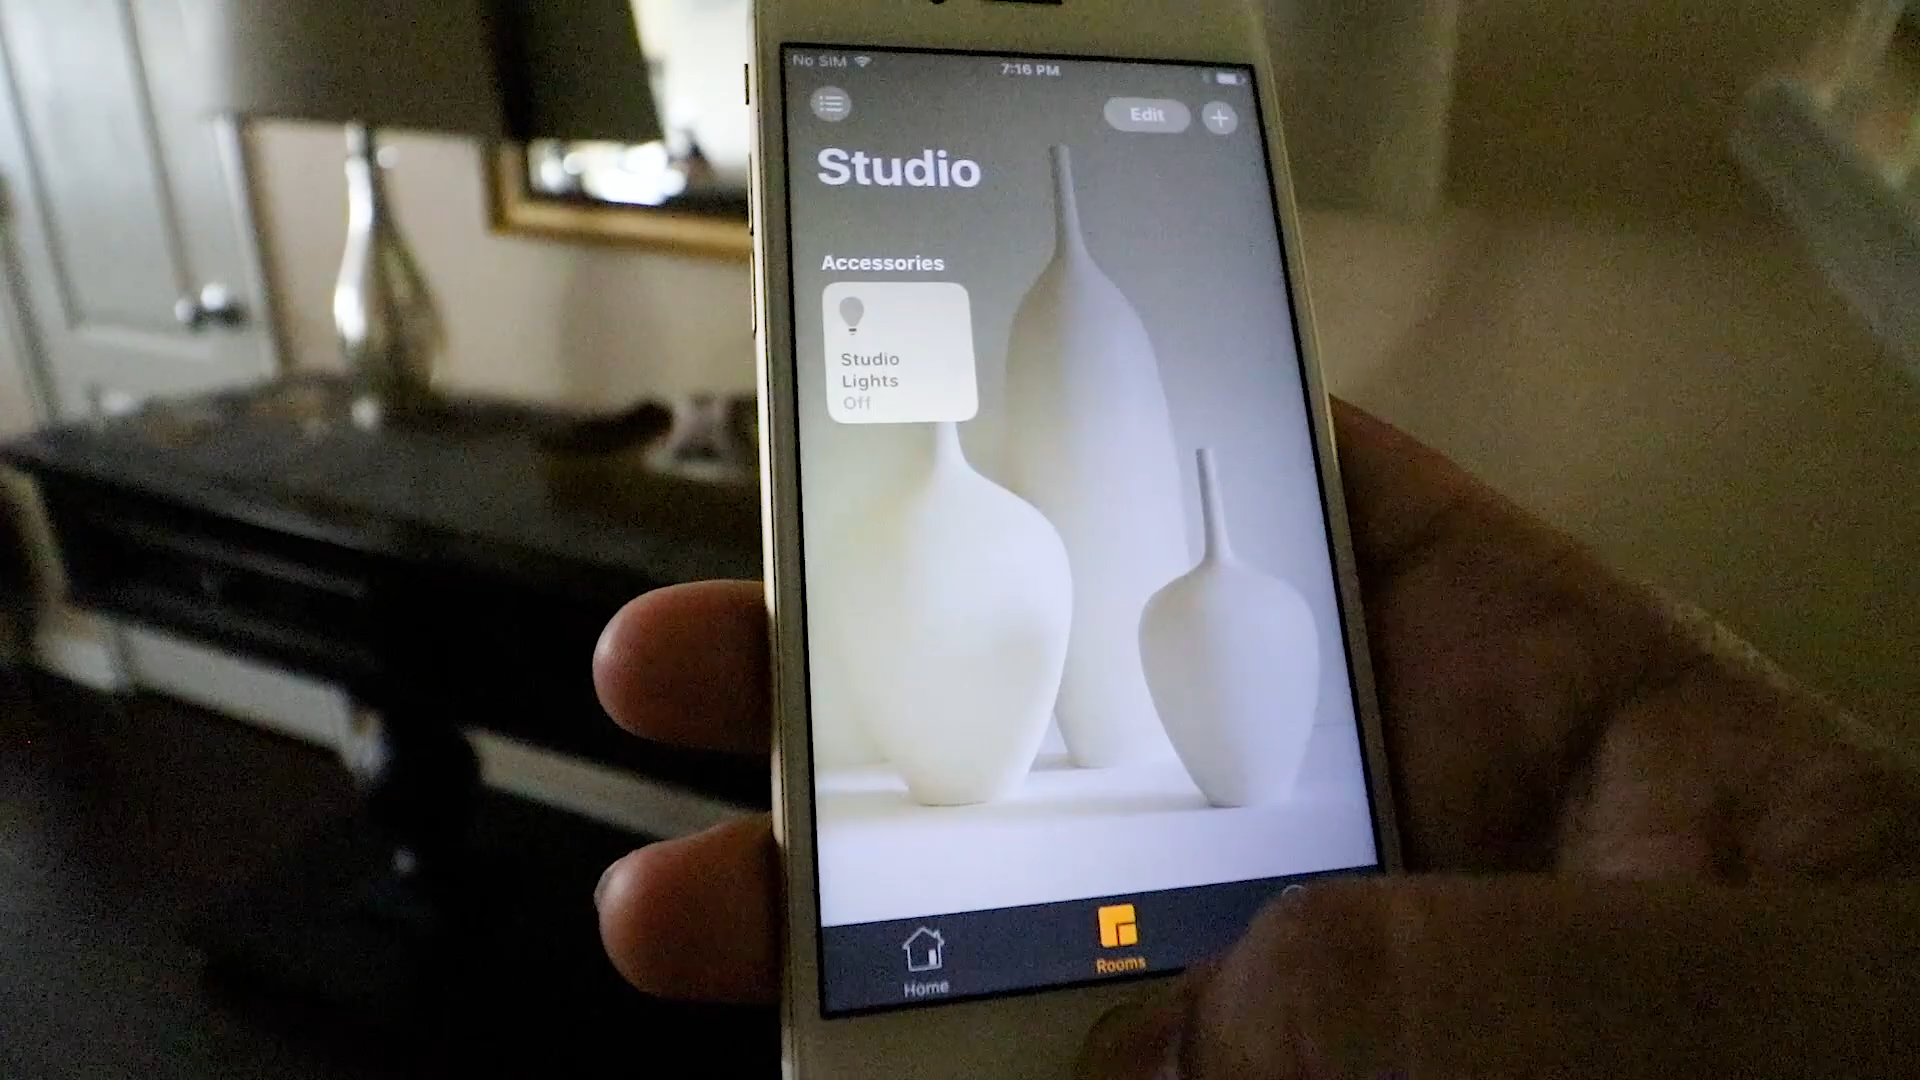 No SIM 7:16 PM
Edit
Studio
Accessories
Studio
Lights
Off
Home
Rooms